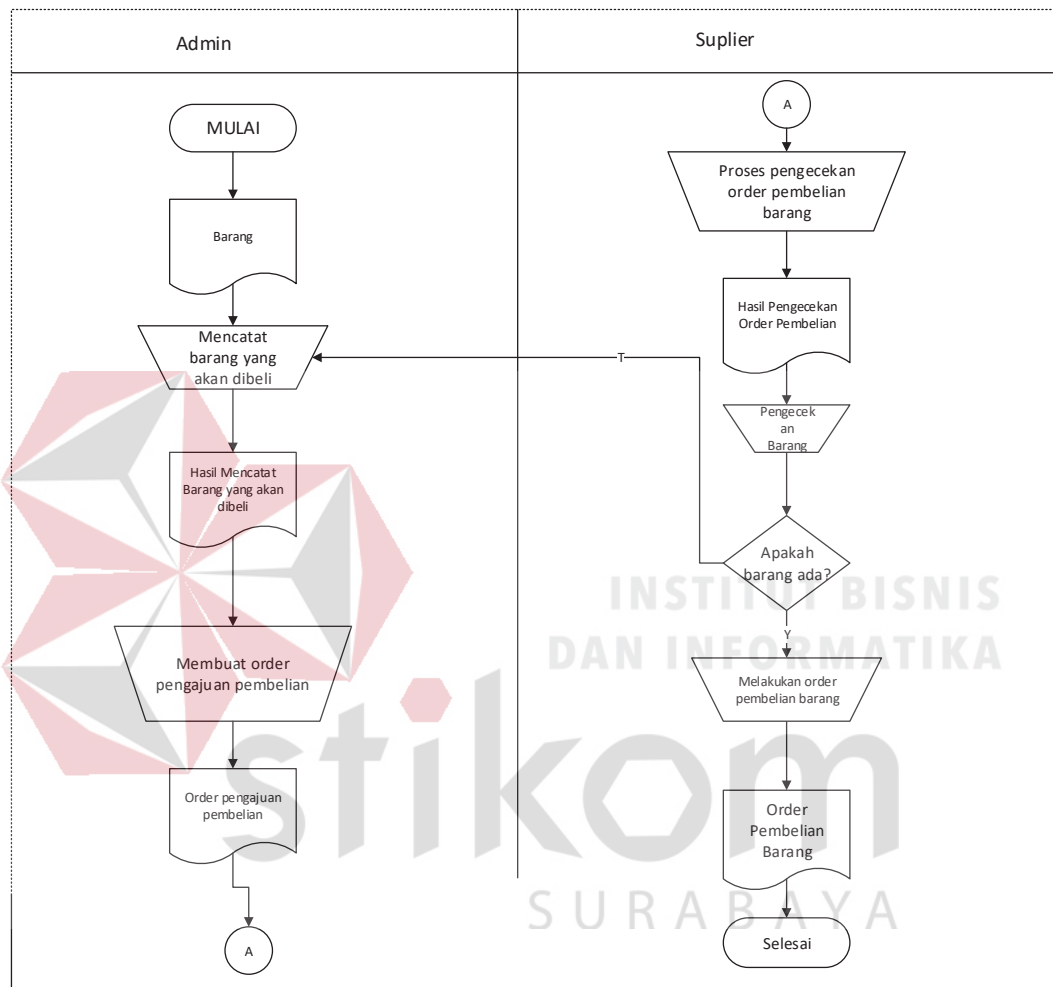 Admin
Suplier
MULAI
Barang
Mencatat
barang yang
akan dibeli
Hasil Mencatat
Barang yang akan
dibeli
Membuat order
pengajuan pembelian
Order pengajuan
pembelian
A
A
Proses pengecekan
order pembelian
barang
Hasil Pengecekan
Order Pembelian
Pengecek
an
Barang
Apakah
barang ada?
T
Y
Melakukan order
pembelian barang
Order
Pembelian
Barang
Selesai
INSTITUT BISNIS
DAN INFORMATIKA
stikom
SURABAYA